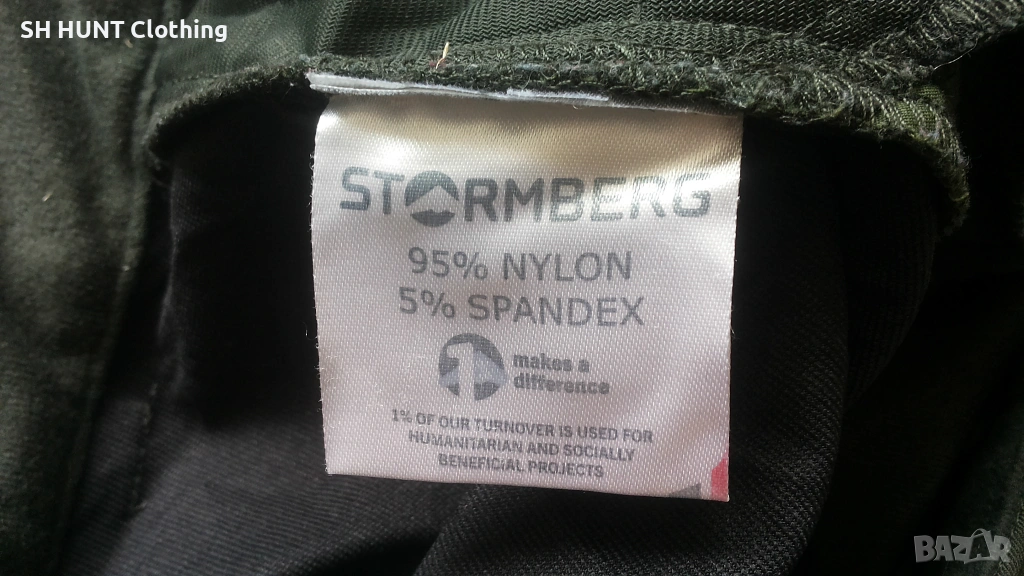 SH HUNT Clothing
STORMBERG
95% NYLON
5% SPANDEX
1 makes a
difference
1% OF OUR TURNOVER IS USED FOR
HUMANITARIAN AND SOCIALLY
BENEFICIAL PROJECTS
BAZAR